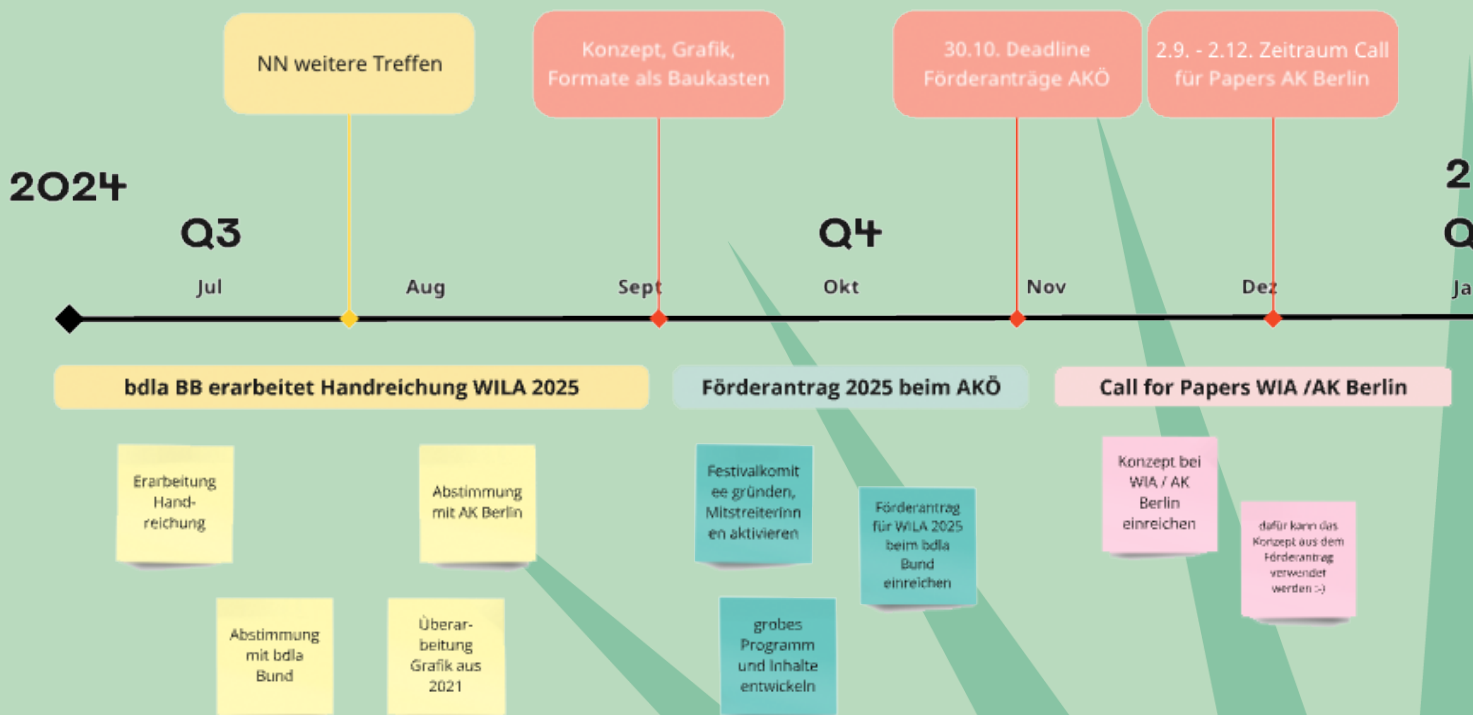 NN weitere Treffen
Konzept, Grafik,
Formate als Baukasten
30.10. Deadline
Förderanträge AKÖ
2.9. - 2.12. Zeitraum Call
für Papers AK Berlin
2024
2
Q3
Q4
Q
Jul
Aug
Sept
Okt
Nov
Dez
Ja
bdla BB erarbeitet Handreichung WILA 2025
Förderantrag 2025 beim AKÖ
Call for Papers WIA /AK Berlin
Erarbeitung
Hand-
reichung
Abstimmung
mit AK Berlin
Abstimmung
mit bdla
Bund
Überar-
beitung
Grafik aus
2021
Festivalkomit
ee gründen,
Mitstreiterinn
en aktivieren
Förderantrag
für WILA 2025
beim bdla
Bund
einreichen
grobes
Programm
und Inhalte
entwickeln
Konzept bei
WIA / AK
Berlin
einreichen
dafür kann das
Konzept aus dem
Förderantrag
verwendet
werden :-)